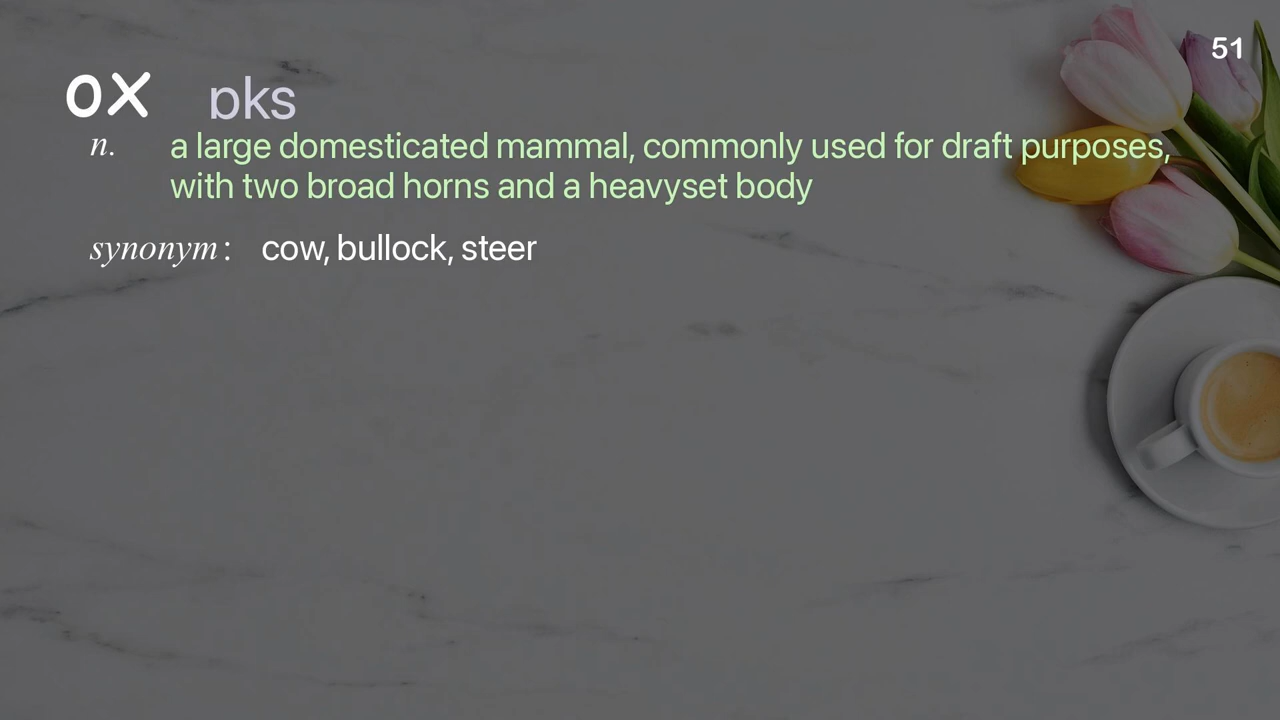 51
ox ɒks
n. a large domesticated mammal, commonly used for draft purposes,
with two broad horns and a heavyset body
synonym: cow, bullock, steer